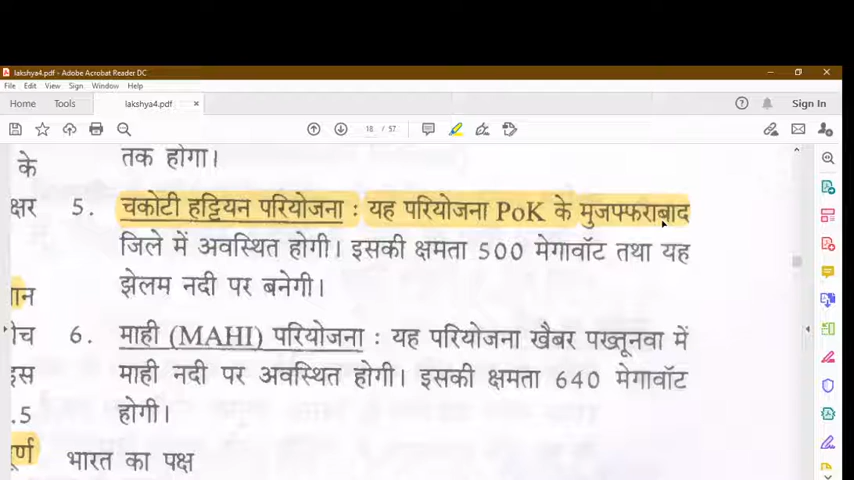 lakshya4.pdf - Adobe Acrobat Reader DC
File Edit View Sign Window Help
Home Tools lakshya4.pdf × Sign In
18 / 57
तक होगा।
के
क्षर
5. चकोटी हट्टियन परियोजना : यह परियोजना PoK के मुजफ्फराबाद
जिले में अवस्थित होगी। इसकी क्षमता 500 मेगावॉट तथा यह
झेलम नदी पर बनेगी।
ान
6. माही (MAHI) परियोजना : यह परियोजना खैबर पख्तूनवा में
ोच
माही नदी पर अवस्थित होगी। इसकी क्षमता 640 मेगावॉट
इस
होगी।
.5
र्ण
भारत का पक्ष